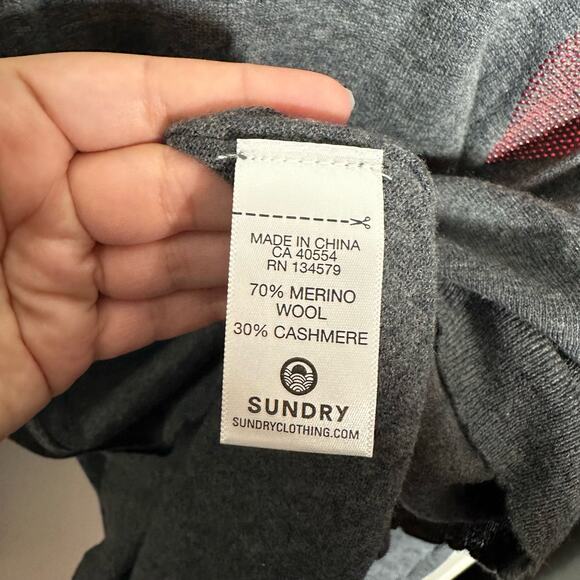 MADE IN CHINA
CA 40554
RN 134579
70% MERINO
WOOL
30% CASHMERE
SUNDRY
SUNDRYCLOTHING.COM